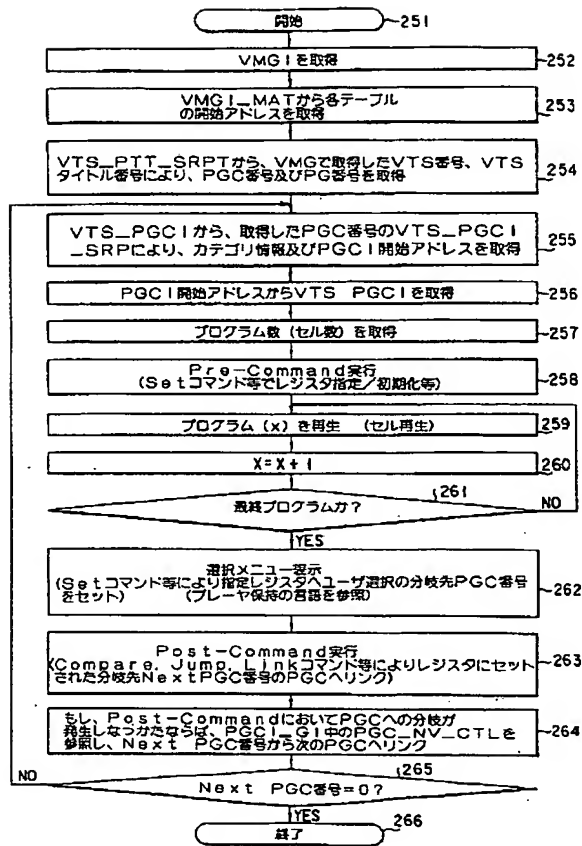 開始
251
VMGIを取得
252
VMGI_MATから各テーブル
の開始アドレスを取得
253
VTS_PTT_SRPTから、VMGで取得したVTS番号、VTS
タイトル番号により、PGC番号及びPG番号を取得
254
VTS_PGCIから、取得したPGC番号のVTS_PGCI
_SRPにより、カテゴリ情報及びPGCI開始アドレスを取得
255
PGCI開始アドレスからVTS PGCIを取得
256
プログラム数(セル数)を取得
257
Pre-Command実行
(Setコマンド等でレジスタ指定/初期化等)
258
プログラム(x)を再生 (セル再生)
259
X=X+1
260
最終プログラムか?
261
NO
YES
選択メニュー表示
(Setコマンド等により指定レジスタへユーザ選択の分岐先PGC番号
をセット) (プレーヤ保持の言語を参照)
262
Post-Command実行
(Compare、Jump、Linkコマンド等によりレジスタにセット
された分岐先NextPGC番号のPGCへリンク)
263
もし、Post-CommandにおいてPGCへの分岐が
発生しなつかたならば、PGCI_GI中のPGC_NV_CTLを
参照し、Next PGC番号から次のPGCへリンク
264
NO
265
Next PGC番号=0?
YES
終了
266